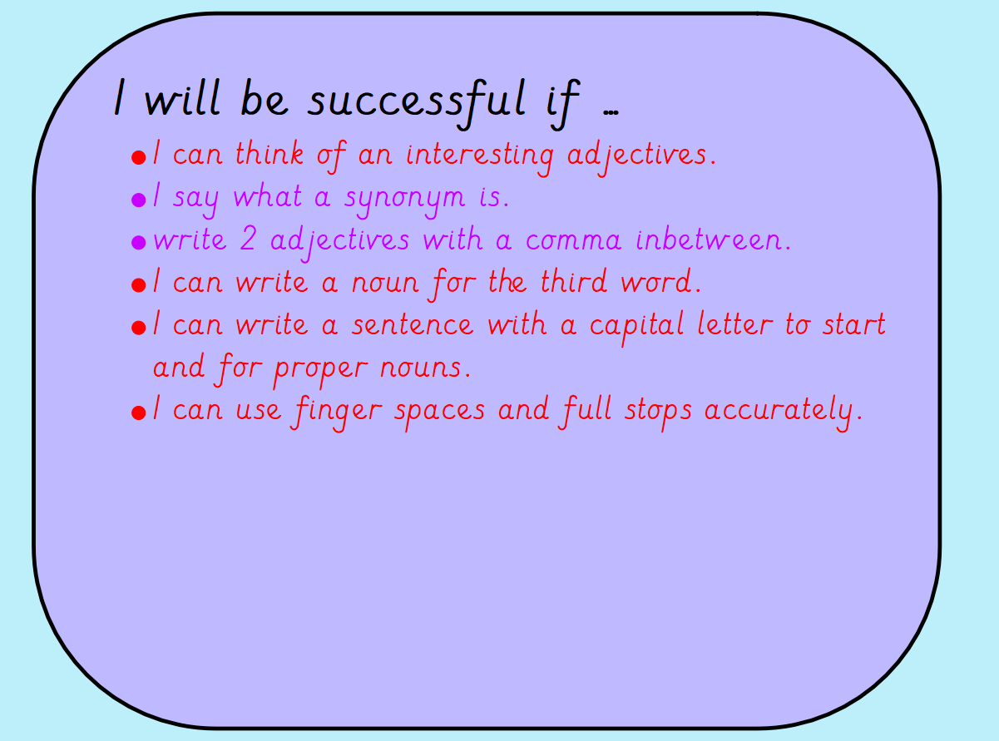 I will be successful if ...
•I can think of an interesting adjectives.
•I say what a synonym is.
•write 2 adjectives with a comma inbetween.
•I can write a noun for the third word.
•I can write a sentence with a capital letter to start
and for proper nouns.
•I can use finger spaces and full stops accurately.